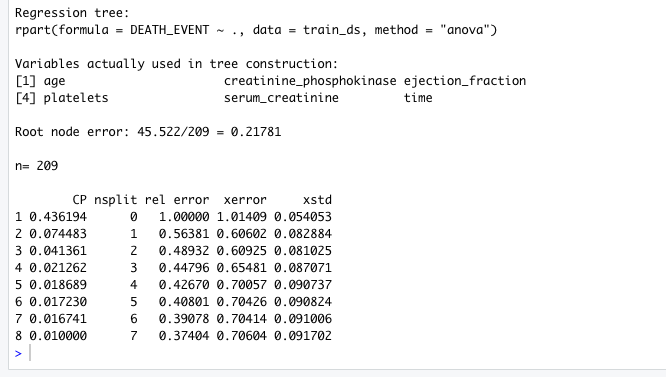 Regression tree:
rpart(formula = DEATH_EVENT ~ ., data = train_ds, method = "anova")
Variables actually used in tree construction:
[1] age                     creatinine_phosphokinase ejection_fraction
[4] platelets               serum_creatinine         time
Root node error: 45.522/209 = 0.21781
n= 209
        CP nsplit rel error  xerror     xstd
1 0.436194      0   1.00000 1.01409 0.054053
2 0.074483      1   0.56381 0.60602 0.082884
3 0.041361      2   0.48932 0.60925 0.081025
4 0.021262      3   0.44796 0.65481 0.087071
5 0.018689      4   0.42670 0.70057 0.090737
6 0.017230      5   0.40801 0.70426 0.090824
7 0.016741      6   0.39078 0.70414 0.091006
8 0.010000      7   0.37404 0.70604 0.091702
>